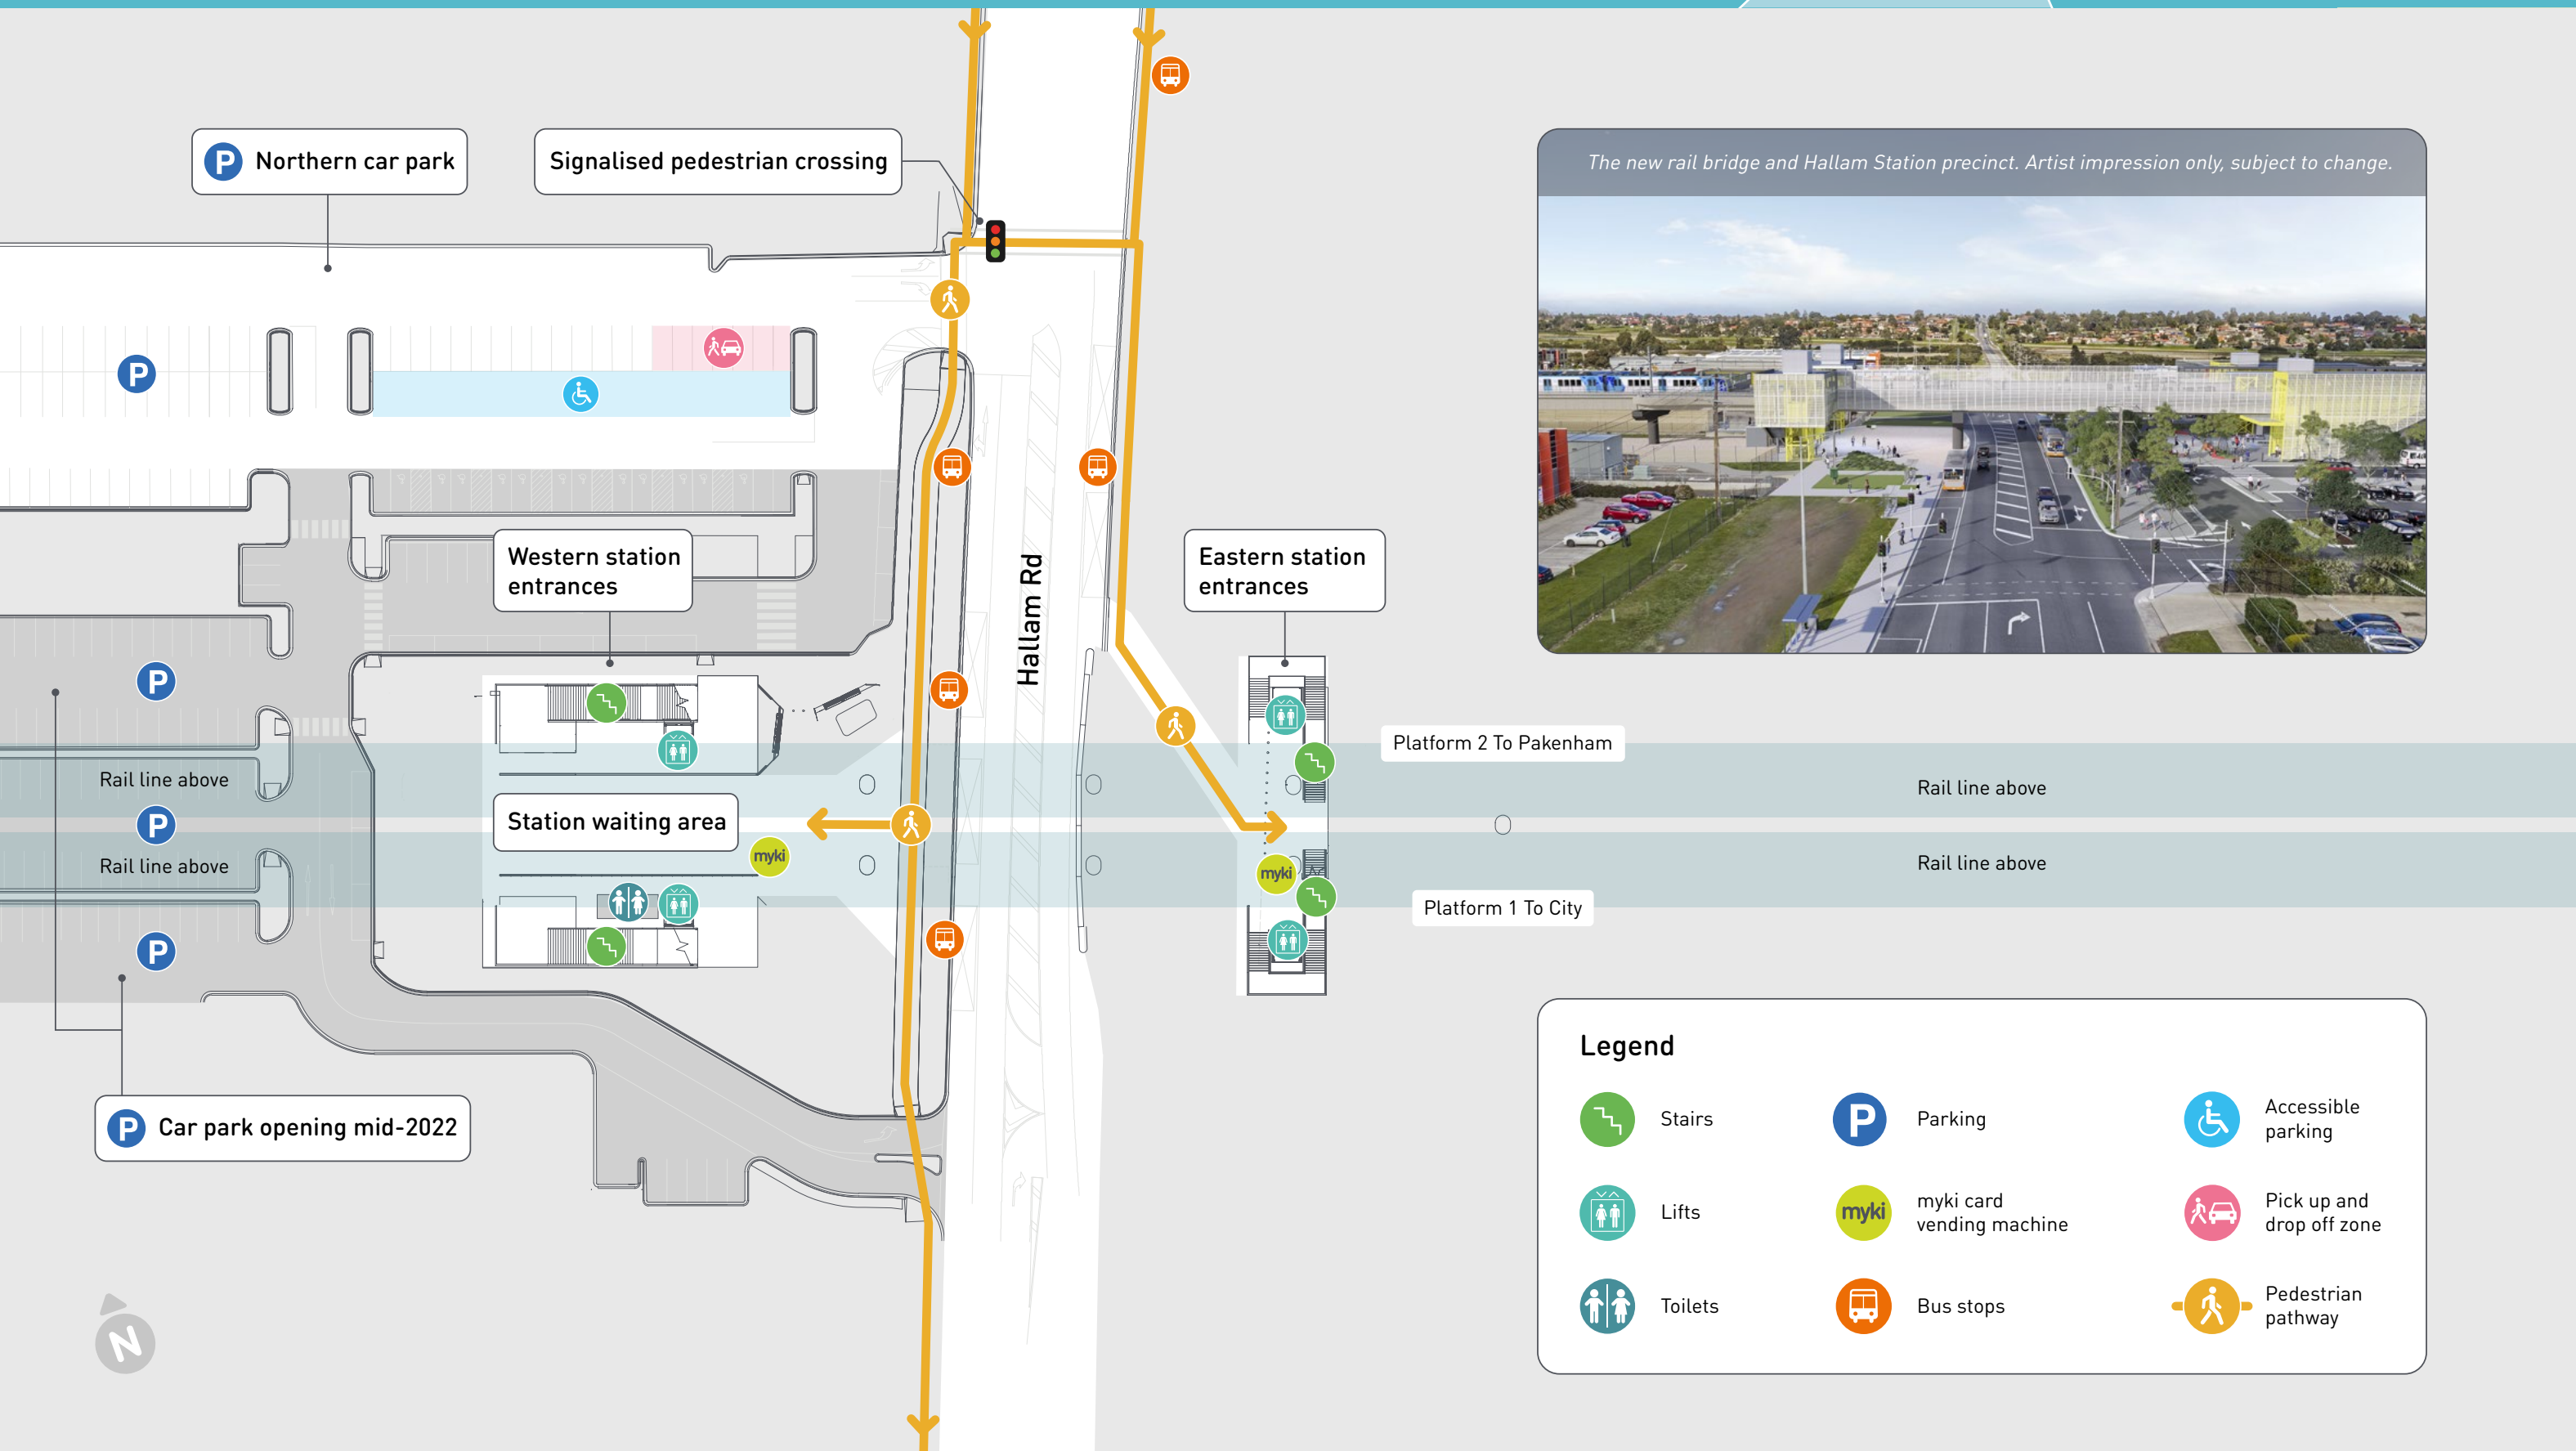 P Northern car park
Signalised pedestrian crossing
The new rail bridge and Hallam Station precinct. Artist impression only, subject to change.
P
Western station
entrances
Hallam Rd
Eastern station
entrances
P
Platform 2 To Pakenham
Rail line above
Rail line above
P
Station waiting area
myki
Rail line above
Rail line above
myki
Platform 1 To City
P
P Car park opening mid-2022
N
Legend
Stairs
P Parking
Accessible
parking
Lifts
myki myki card
vending machine
Pick up and
drop off zone
Toilets
Bus stops
Pedestrian
pathway